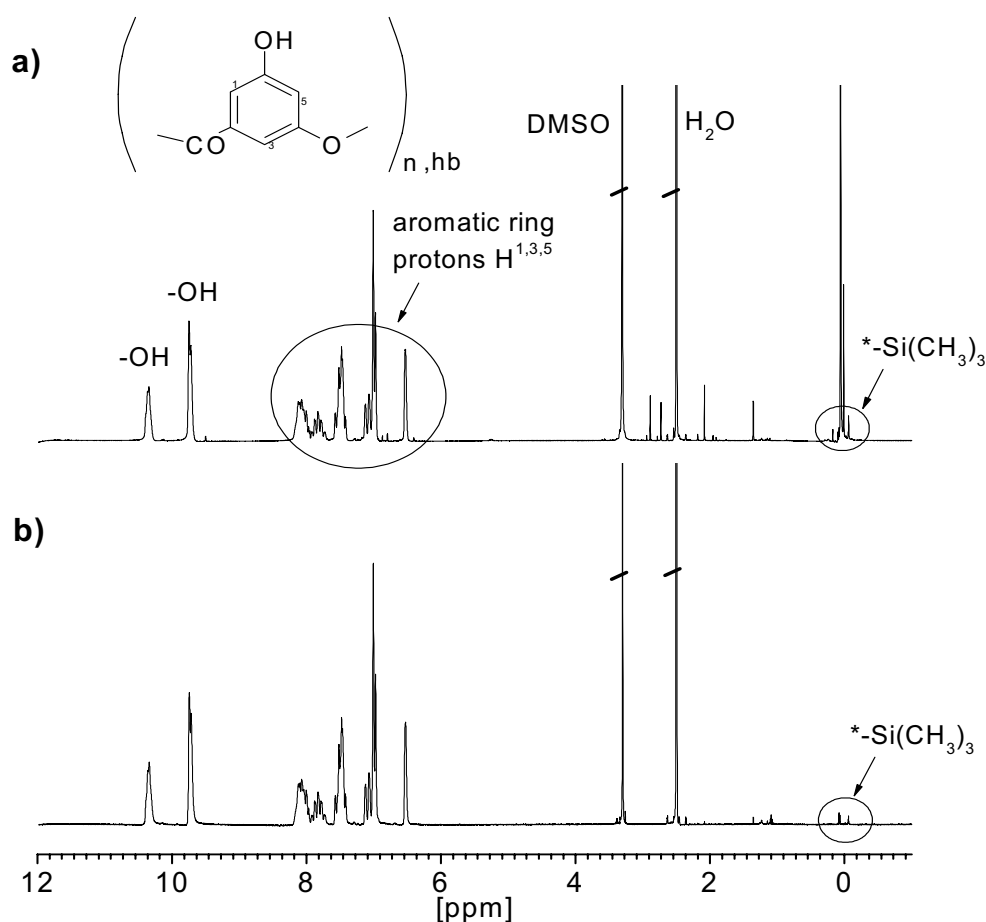 a)
OH
1
5
3
CO
O
n ,hb
DMSO
H₂O
aromatic ring
protons H¹,³,⁵
-OH
-OH
*-Si(CH₃)₃
b)
*-Si(CH₃)₃
12 10 8 6 4 2 0
[ppm]